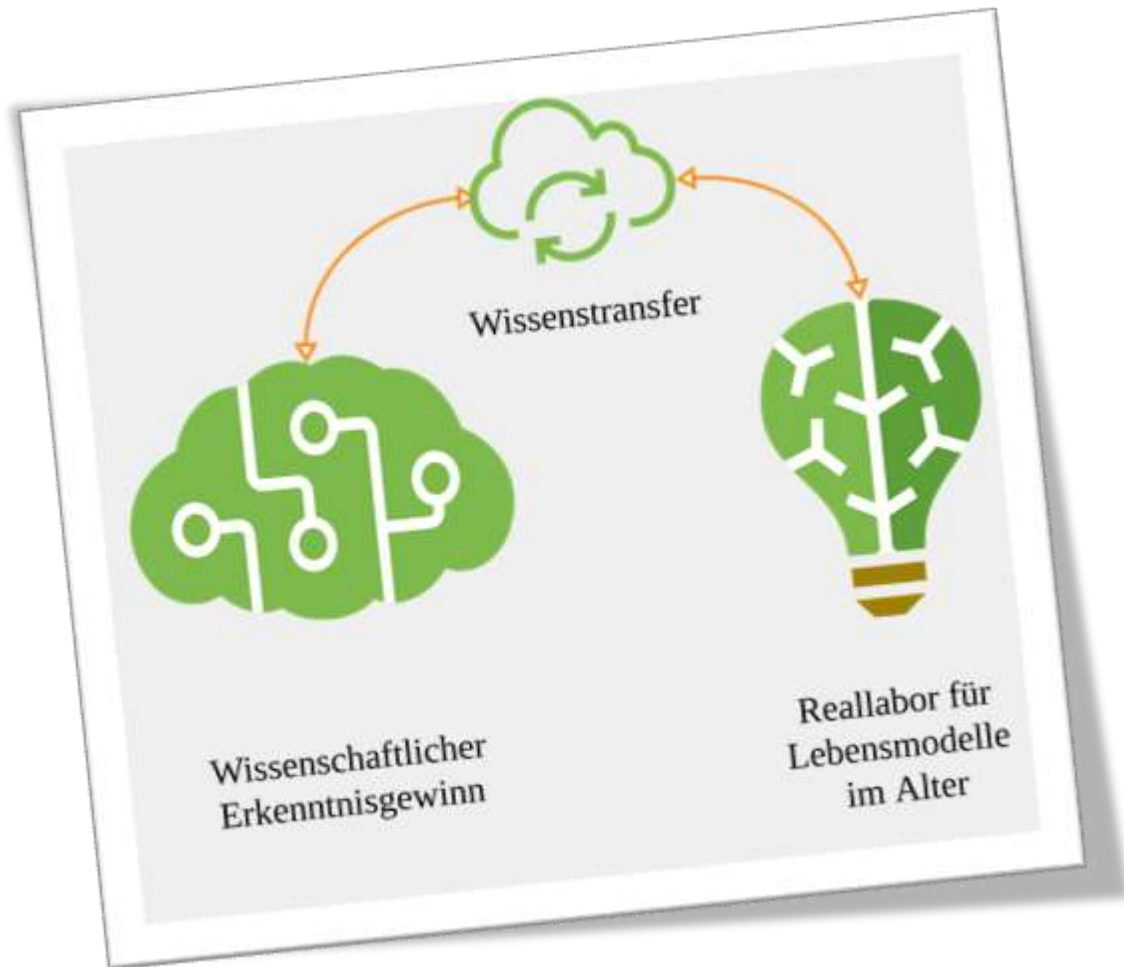 Wissenstransfer
Wissenschaftlicher
Erkenntnisgewinn
Reallabor für
Lebensmodelle
im Alter